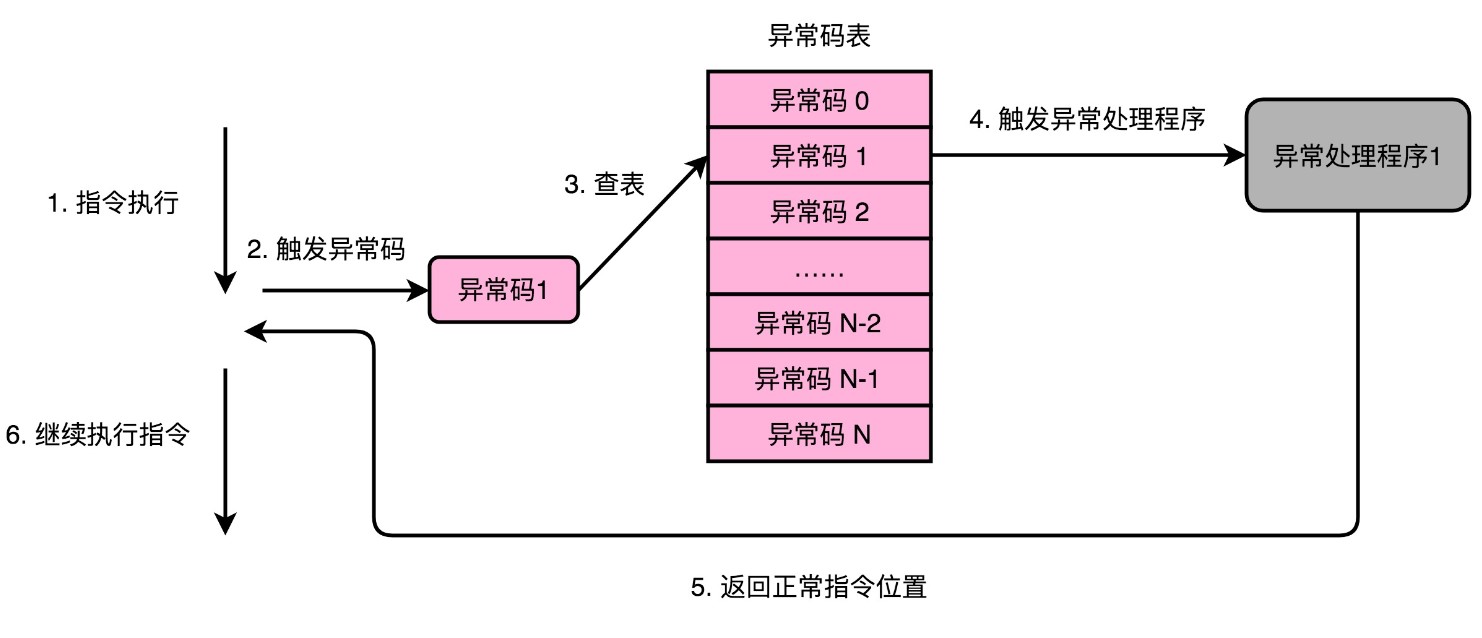 异常码表
异常码 0
异常码 1
异常码 2
......
异常码 N-2
异常码 N-1
异常码 N
1. 指令执行
2. 触发异常码
异常码1
3. 查表
4. 触发异常处理程序
异常处理程序1
5. 返回正常指令位置
6. 继续执行指令